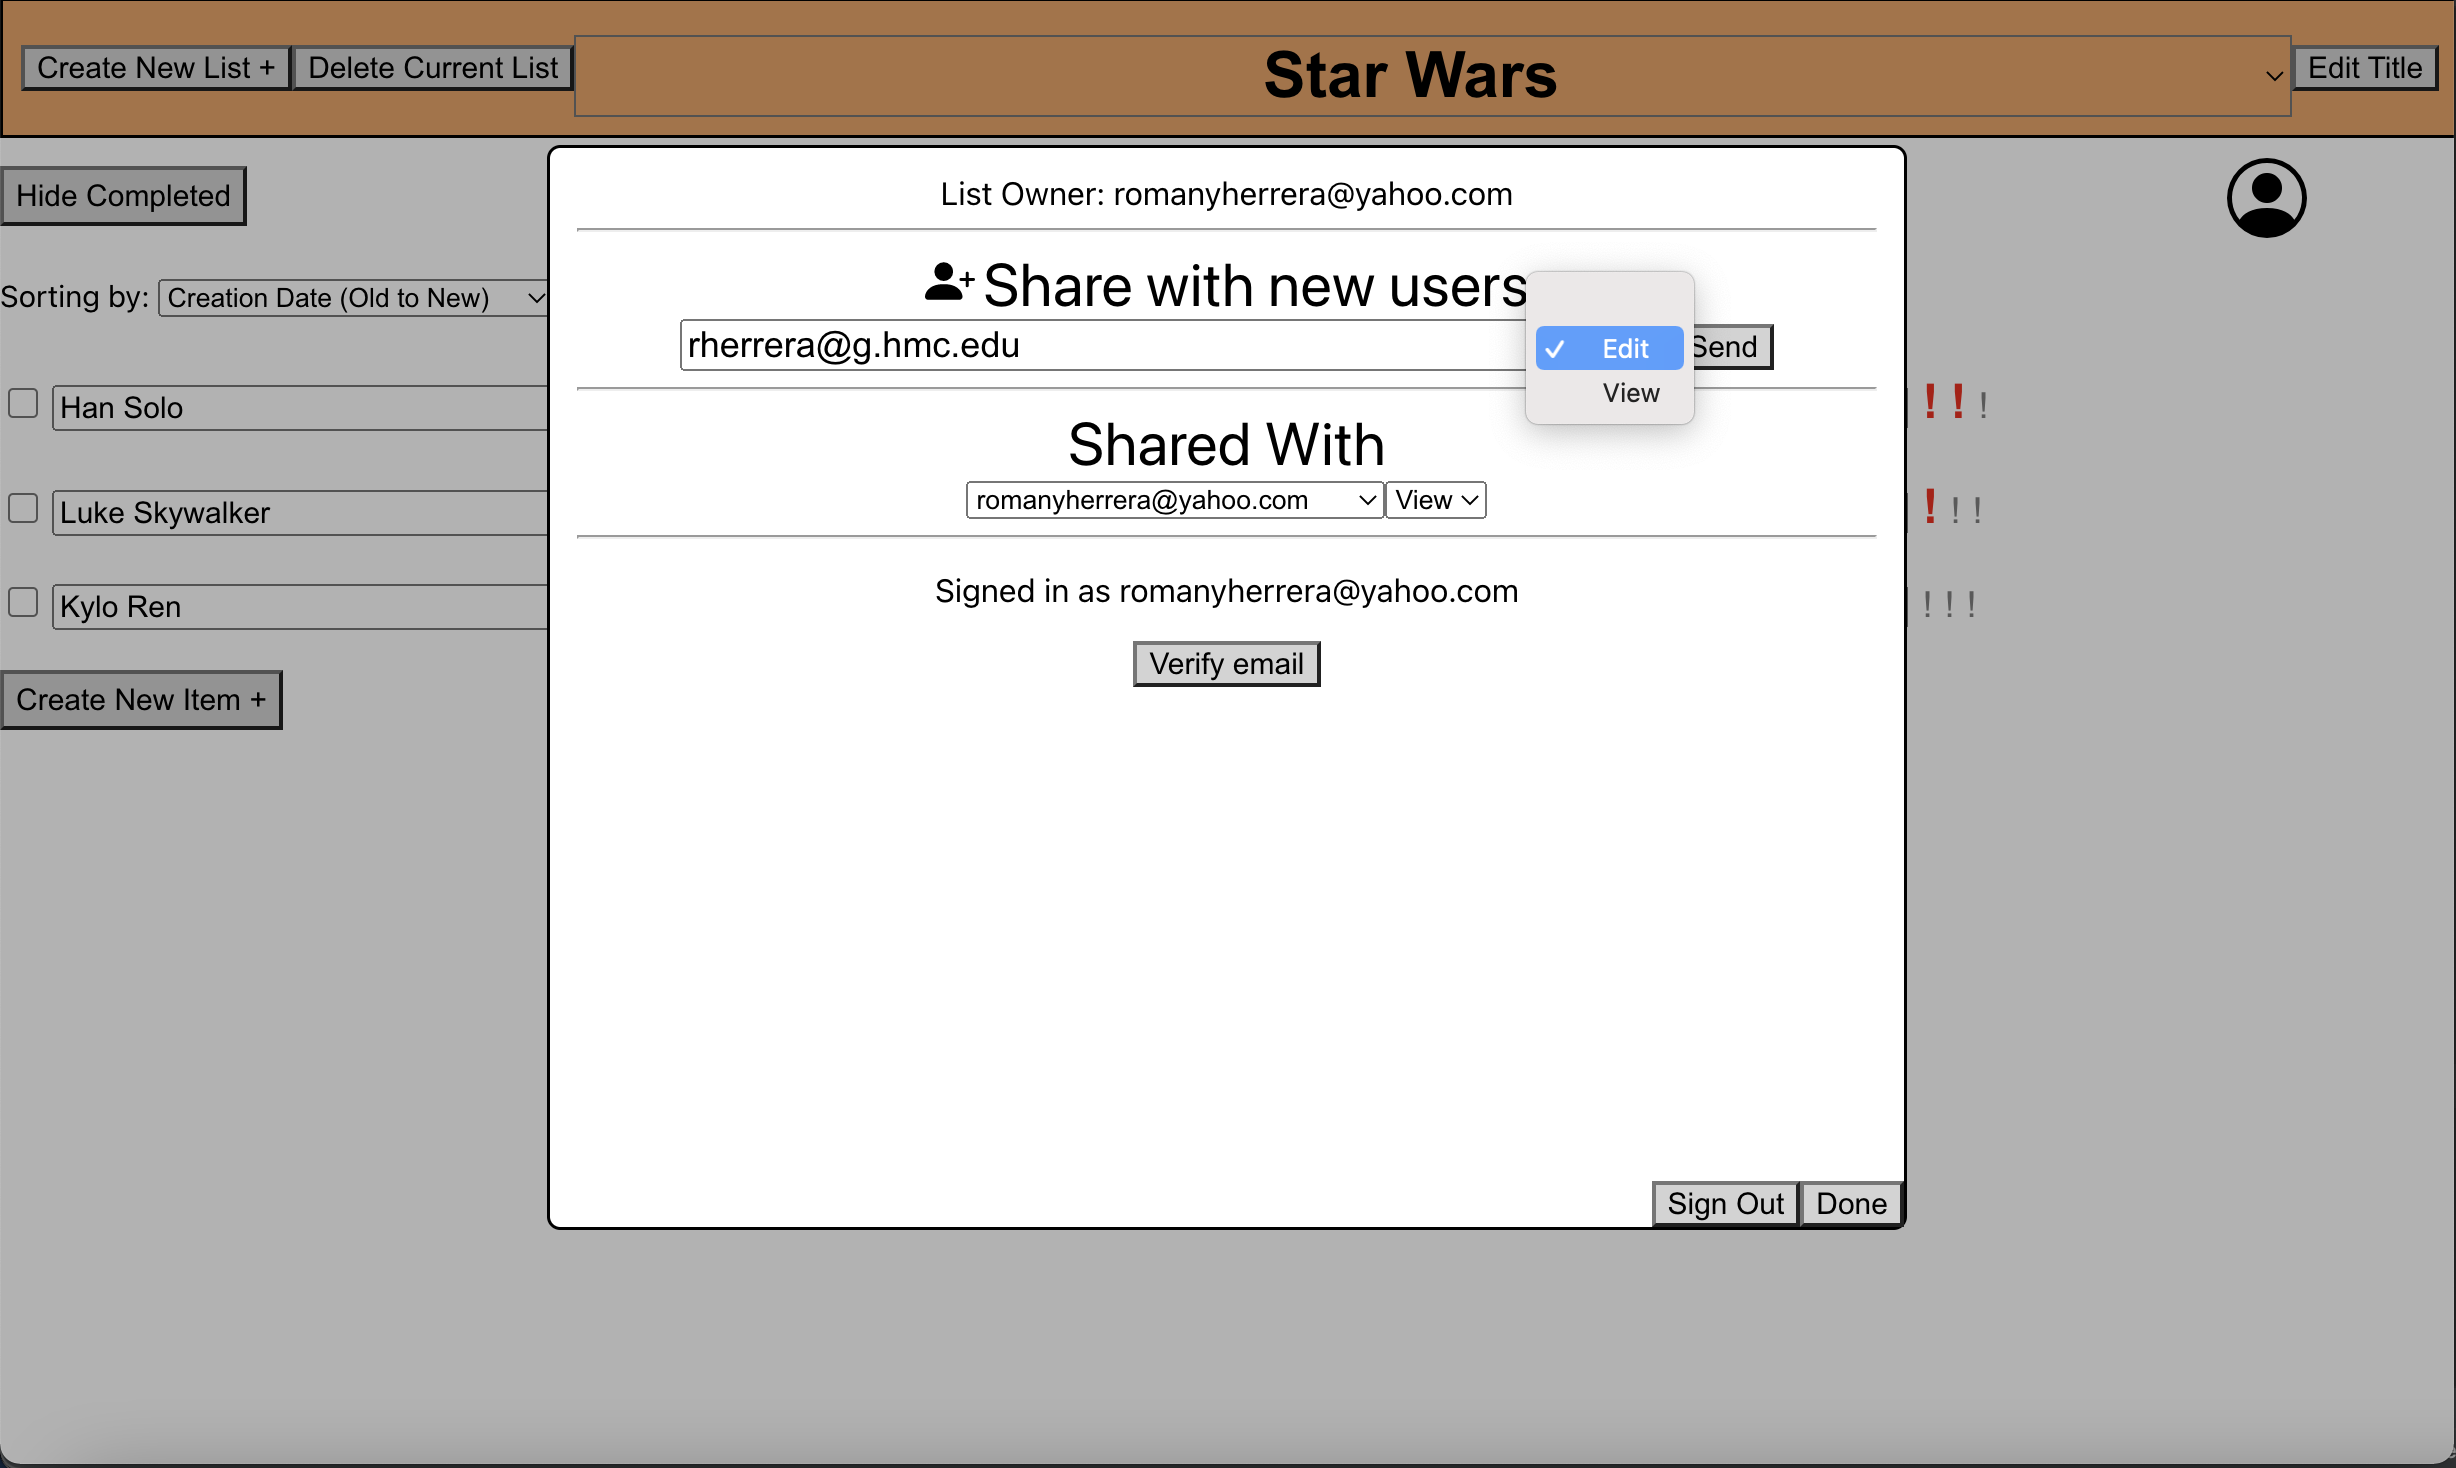 Create New List +
Delete Current List
Star Wars
Edit Title
Hide Completed
Sorting by: Creation Date (Old to New)
Han Solo
! ! !
Luke Skywalker
! ! !
Kylo Ren
! ! !
Create New Item +
List Owner: romanyherrera@yahoo.com
Share with new users
rherrera@g.hmc.edu
Edit
View
Send
Shared With
romanyherrera@yahoo.com View
Signed in as romanyherrera@yahoo.com
Verify email
Sign Out
Done